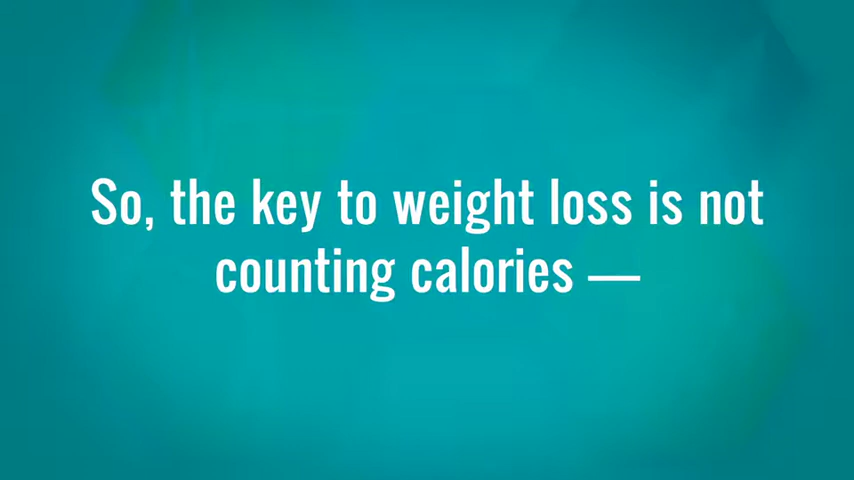 So, the key to weight loss is not
counting calories —